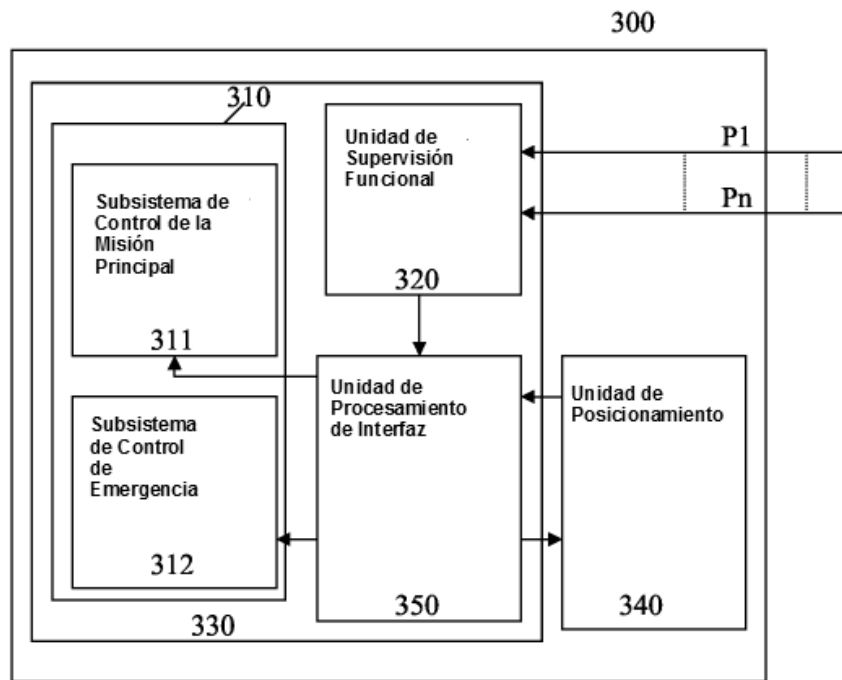 300
310
Unidad de
Supervisión
Funcional
320
P1
Pn
Subsistema de
Control de la
Misión
Principal
311
Subsistema
de Control
de
Emergencia
312
Unidad de
Procesamiento
de Interfaz
350
Unidad de
Posicionamiento
340
330